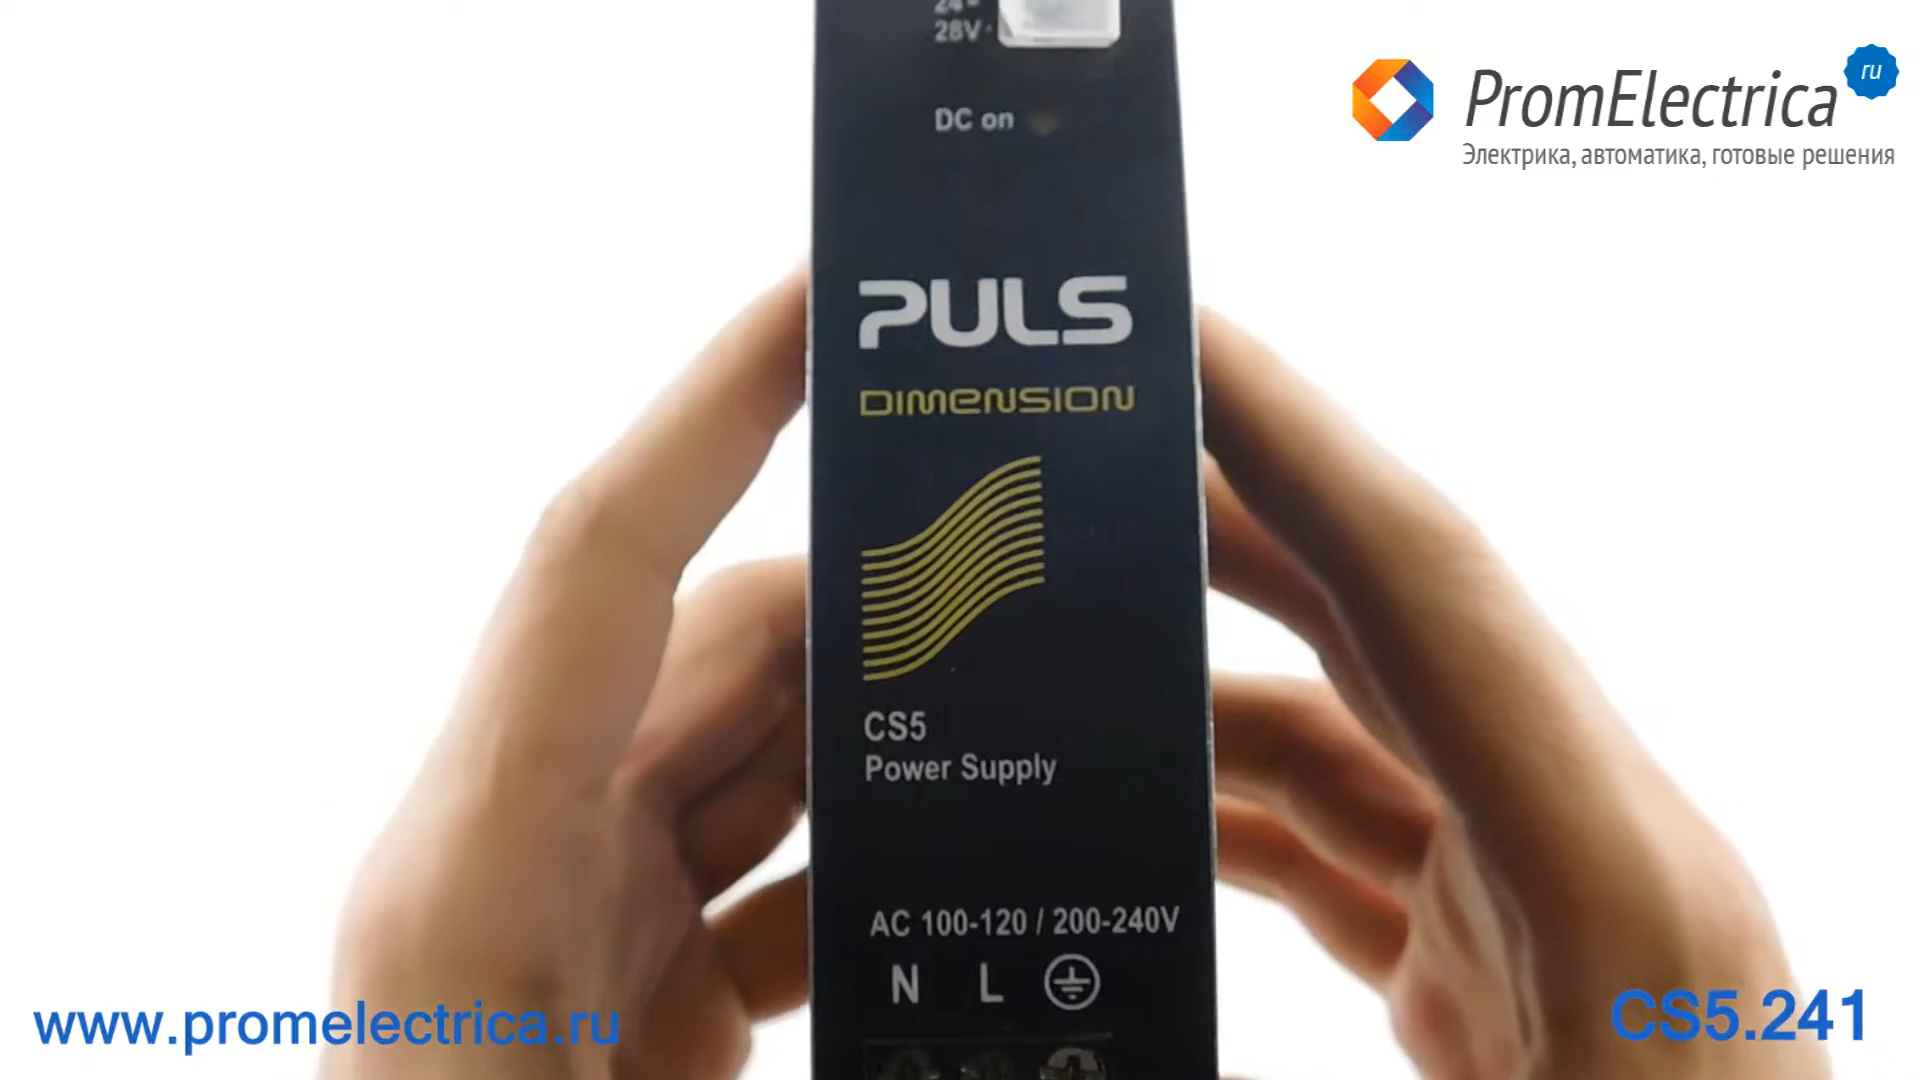 24-
28V
DC on
PULS
DIMENSION
CS5
Power Supply
AC 100-120 / 200-240V
N L
PromElectrica ru
Электрика, автоматика, готовые решения
www.promelectrica.ru
CS5.241